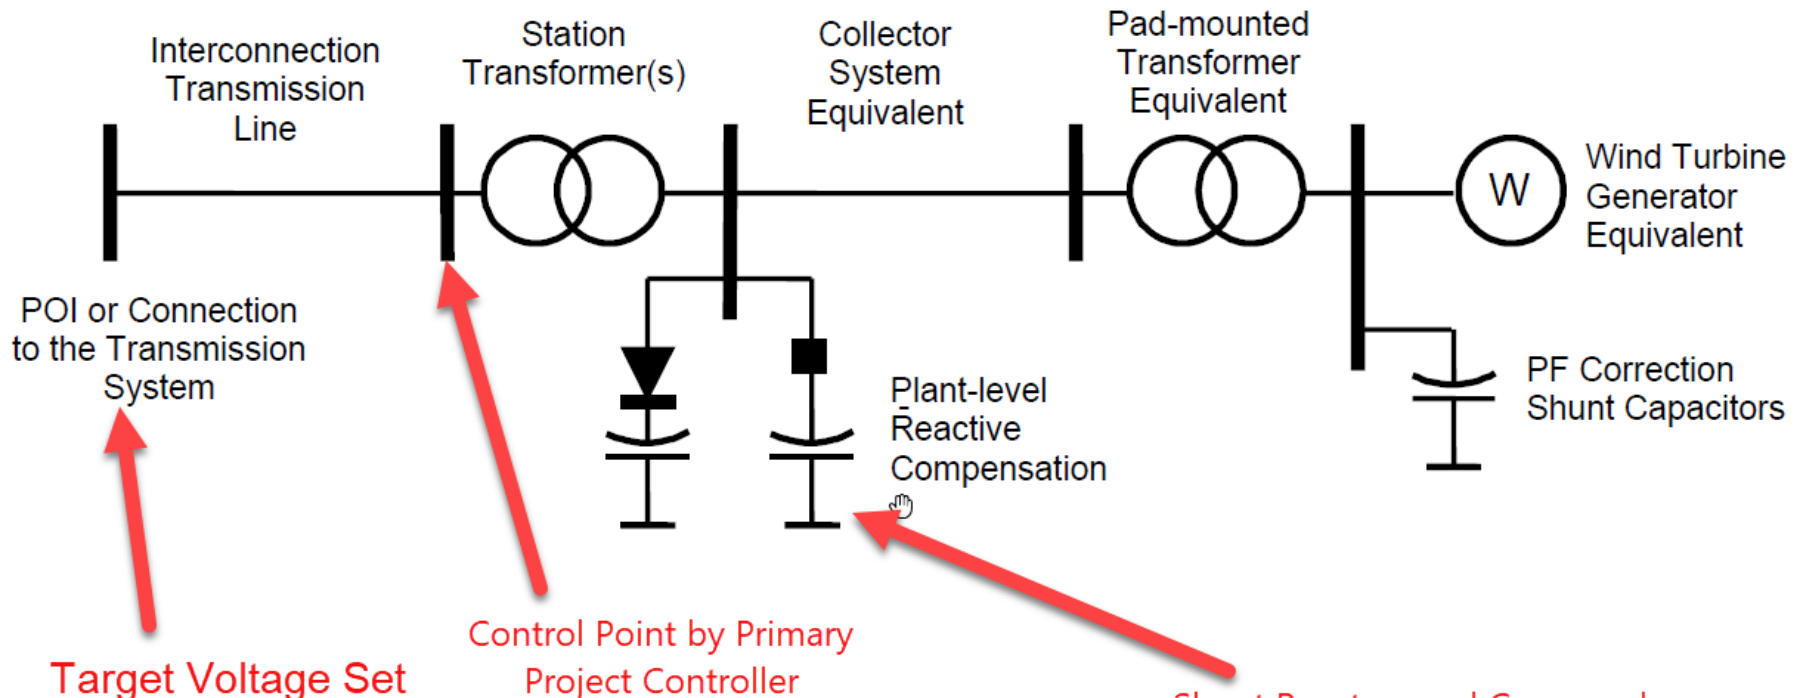 Interconnection
Transmission
Line
Station
Transformer(s)
Collector
System
Equivalent
Pad-mounted
Transformer
Equivalent
W
Wind Turbine
Generator
Equivalent
POI or Connection
to the Transmission
System
Plant-level
Reactive
Compensation
PF Correction
Shunt Capacitors
Control Point by Primary
Project Controller
Target Voltage Set